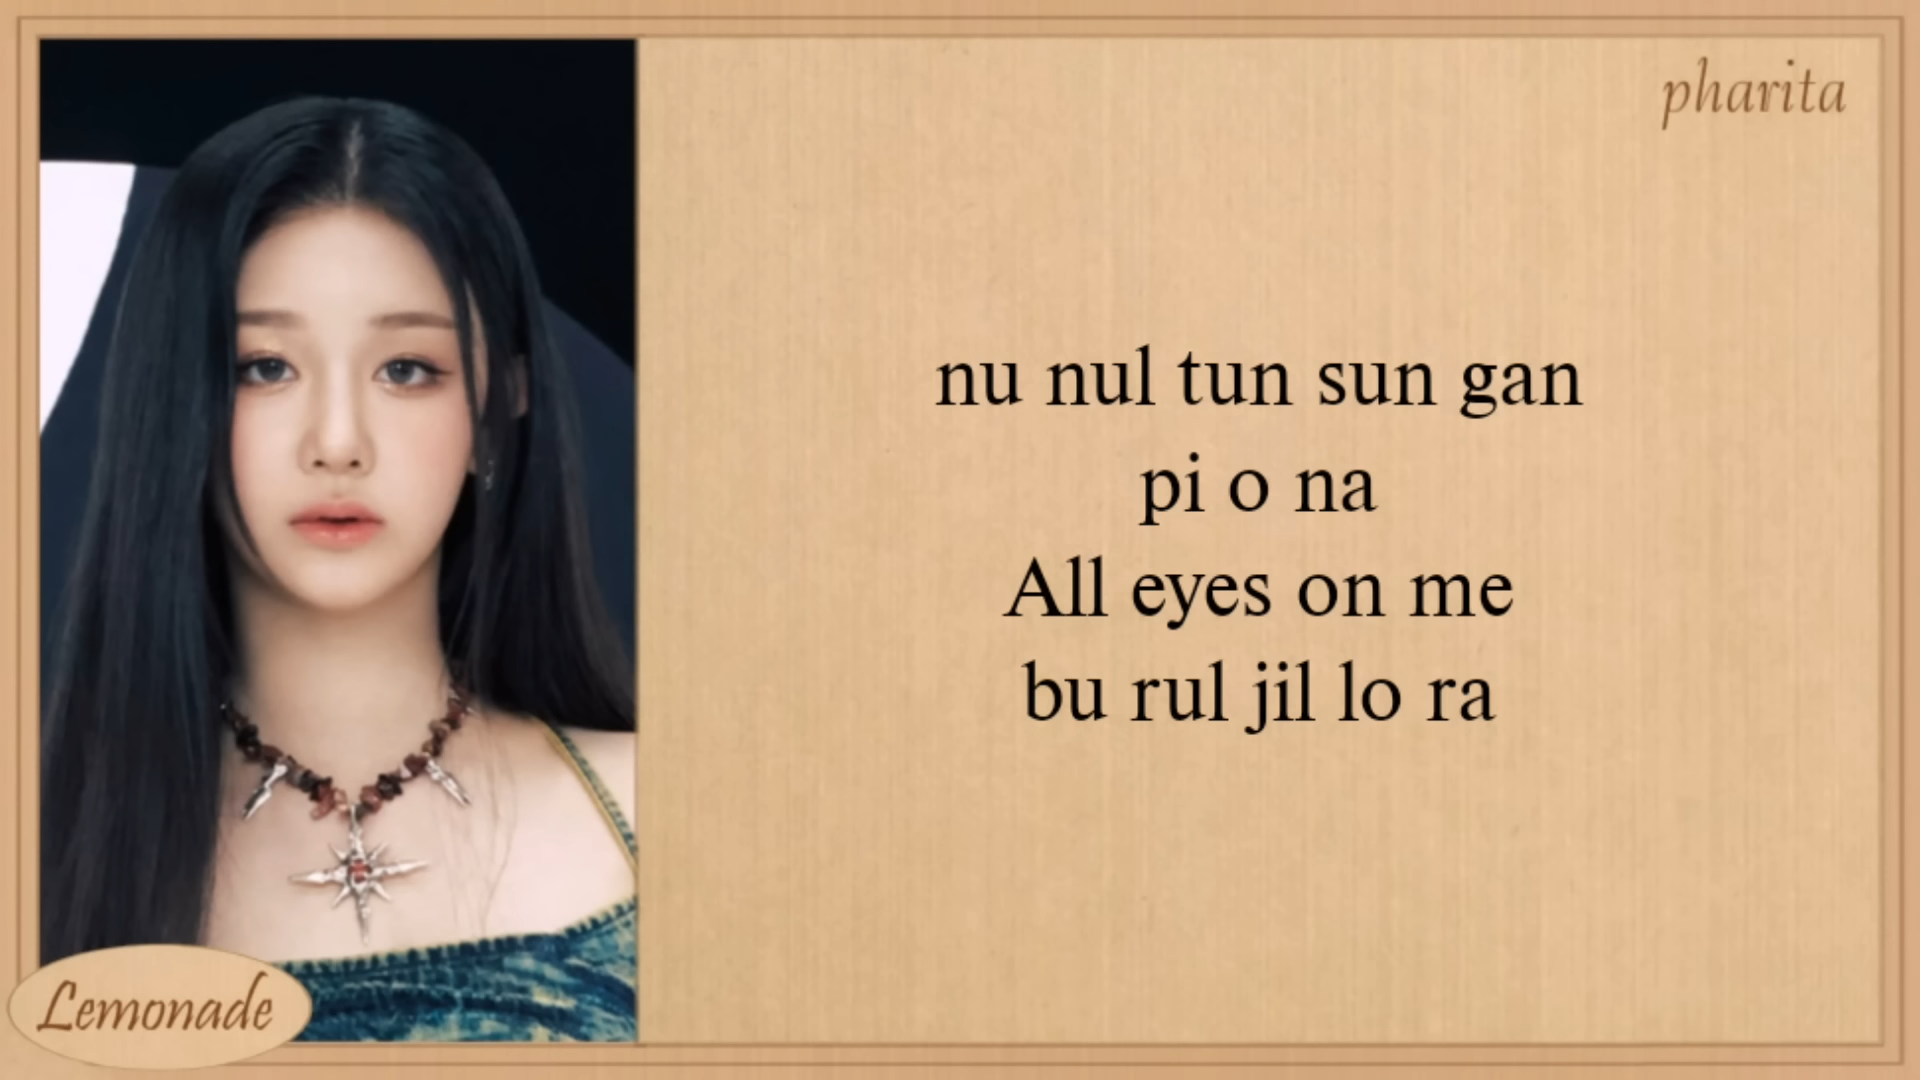 pharita
nu nul tun sun gan
pi o na
All eyes on me
bu rul jil lo ra
Lemonade